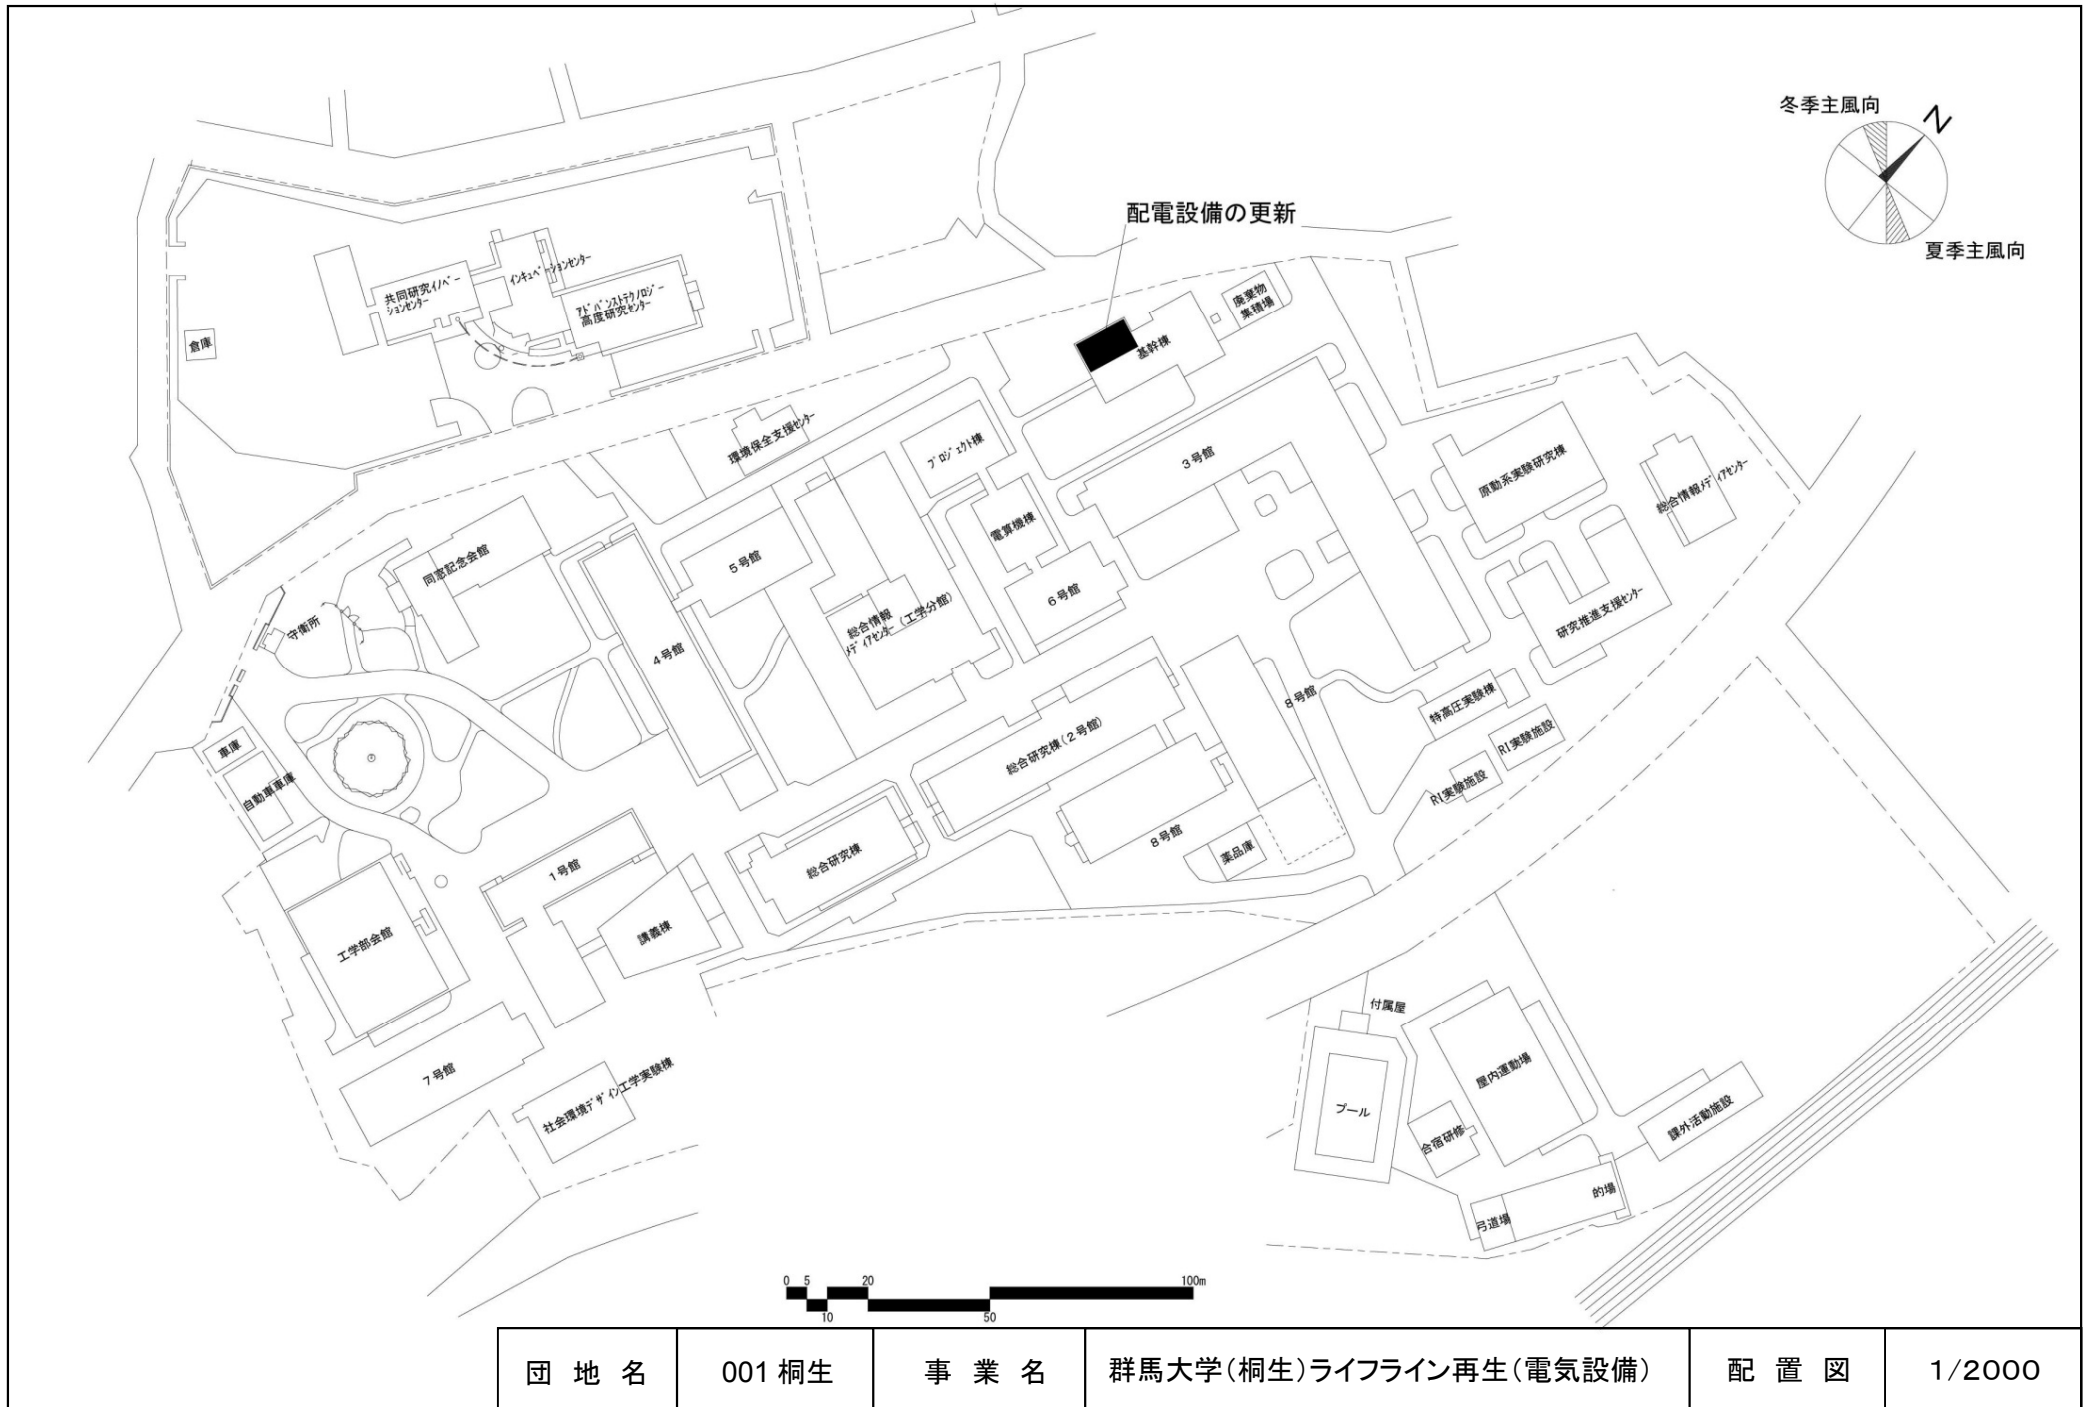 冬季主風向
N
夏季主風向
配電設備の更新
廃棄物
集積場
基幹棟
インキュベーションセンター
共同研究イノベー
ションセンター
アドバンストテクノロジー
高度研究センター
倉庫
環境保全支援センター
プロジェクト棟
3号館
原動系実験研究棟
総合情報メディアセンター
電算機棟
同窓記念会館
5号館
6号館
総合情報
メディアセンター(工学分館)
研究推進支援センター
守衛所
4号館
8号館
特高圧実験棟
RI実験施設
RI実験施設
総合研究棟(2号館)
車庫
自動車車庫
8号館
薬品庫
1号館
総合研究棟
講義棟
工学部会館
付属屋
7号館
社会環境デザイン工学実験棟
プール
屋内運動場
合宿研修
課外活動施設
的場
弓道場
0 5 20 100m
10 50
団地名 001 桐生 事業名 群馬大学(桐生)ライフライン再生(電気設備) 配置図 1/2000